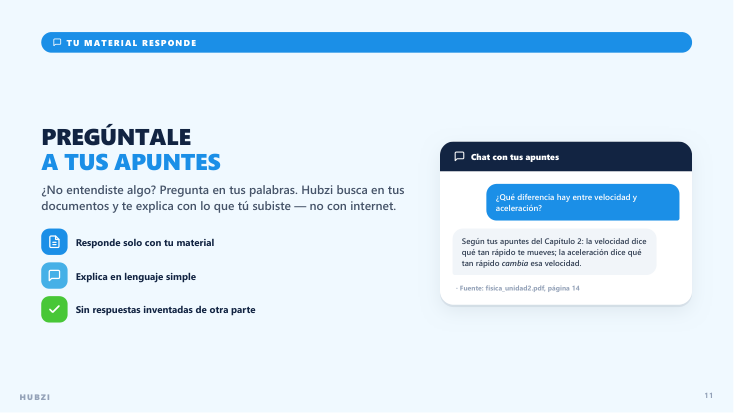 TU MATERIAL RESPONDE
PREGÚNTALE
A TUS APUNTES
¿No entendiste algo? Pregunta en tus palabras. Hubzi busca en tus
documentos y te explica con lo que tú subiste — no con internet.
Responde solo con tu material
Explica en lenguaje simple
Sin respuestas inventadas de otra parte
Chat con tus apuntes
¿Qué diferencia hay entre velocidad y
aceleración?
Según tus apuntes del Capítulo 2: la velocidad dice
qué tan rápido te mueves; la aceleración dice qué
tan rápido cambia esa velocidad.
· Fuente: fisica_unidad2.pdf, página 14
HUBZI
11